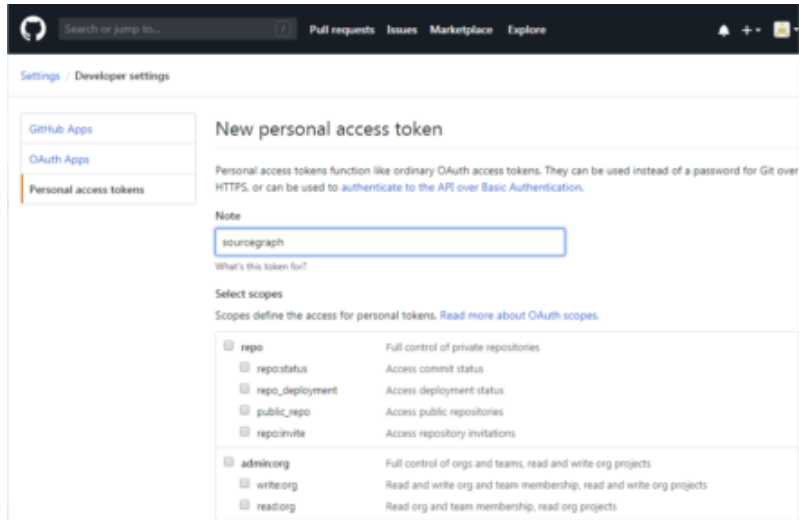 Search or jump to... /
Pull requests Issues Marketplace Explore
Settings / Developer settings
GitHub Apps
OAuth Apps
Personal access tokens
New personal access token
Personal access tokens function like ordinary OAuth access tokens. They can be used instead of a password for Git over
HTTPS, or can be used to authenticate to the API over Basic Authentication.
Note
sourcegraph
What's this token for?
Select scopes
Scopes define the access for personal tokens. Read more about OAuth scopes.
repo Full control of private repositories
repo:status Access commit status
repo_deployment Access deployment status
public_repo Access public repositories
repo:invite Access repository invitations
admin:org Full control of orgs and teams, read and write org projects
write:org Read and write org and team membership, read and write org projects
read:org Read org and team membership, read org projects